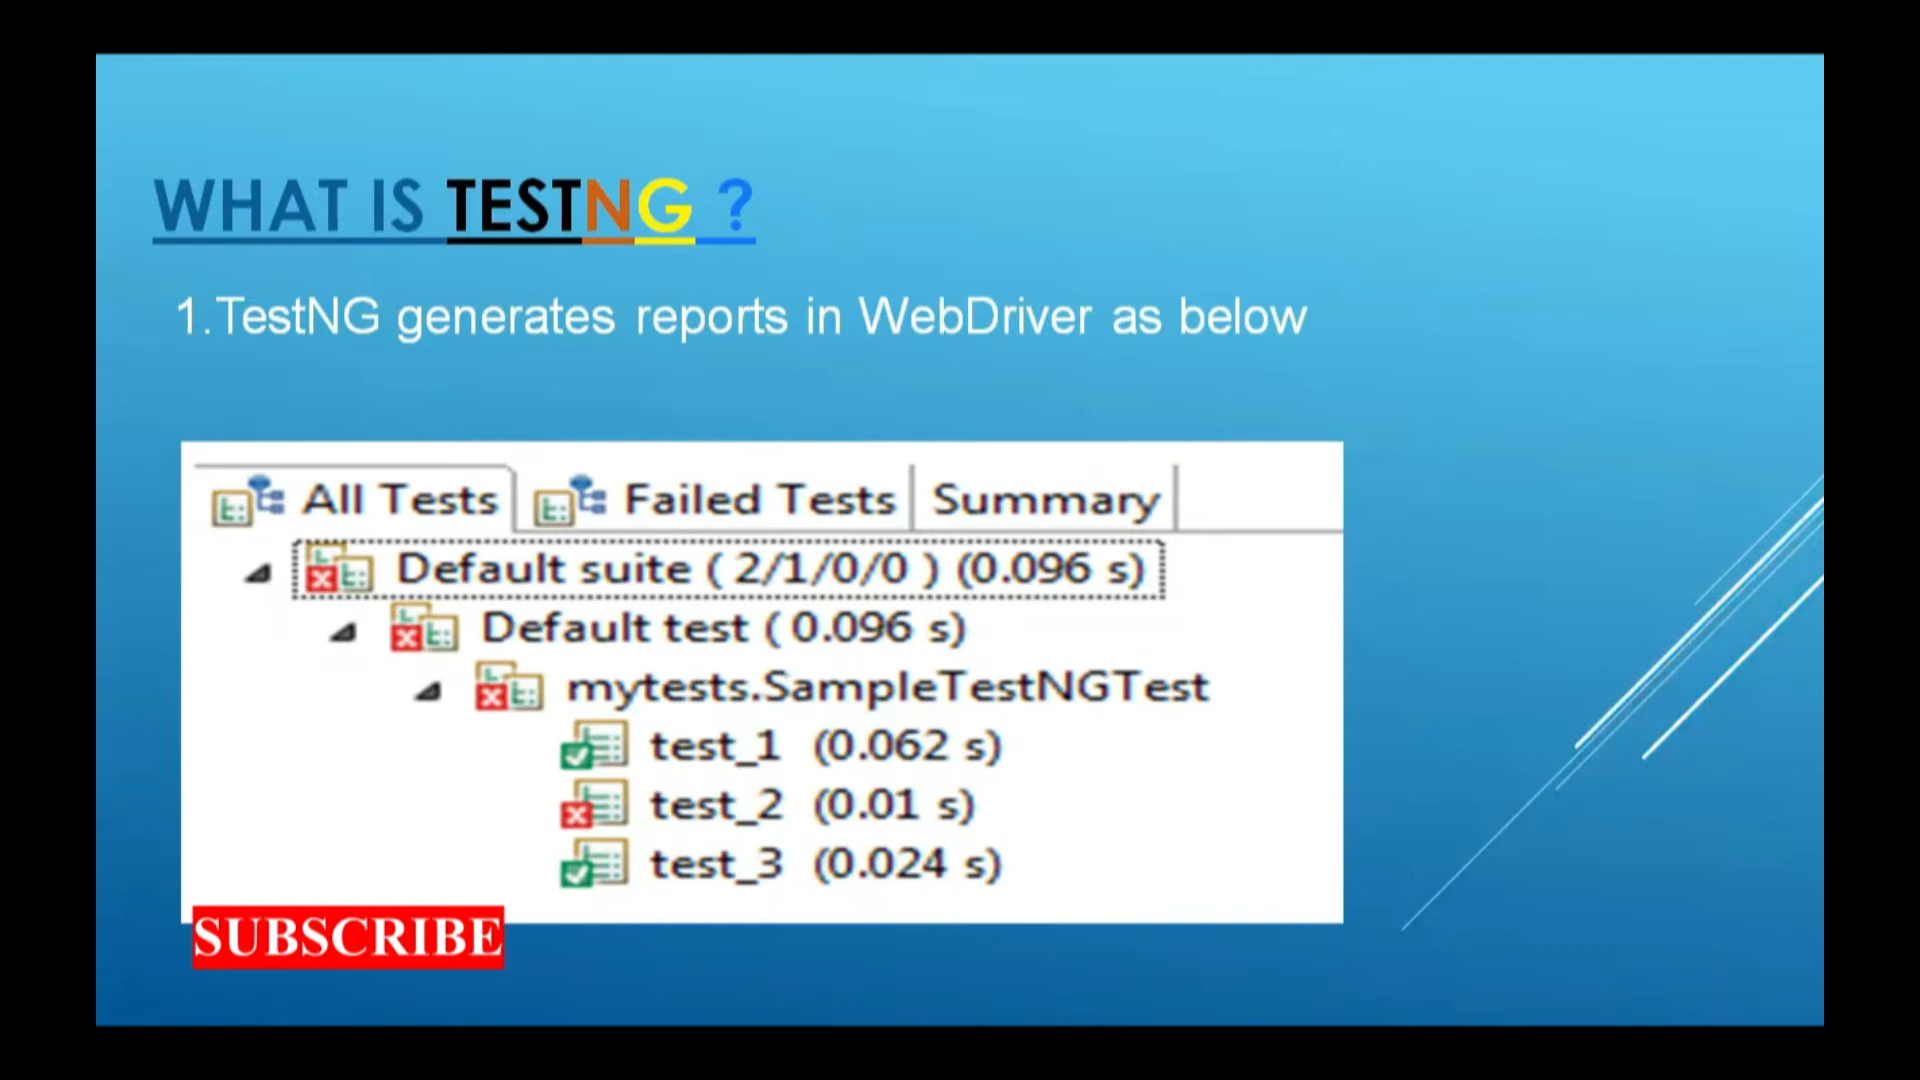 WHAT IS TESTNG ?
1.TestNG generates reports in WebDriver as below
All Tests Failed Tests Summary
Default suite ( 2/1/0/0 ) (0.096 s)
Default test ( 0.096 s)
mytests.SampleTestNGTest
test_1 (0.062 s)
test_2 (0.01 s)
test_3 (0.024 s)
SUBSCRIBE